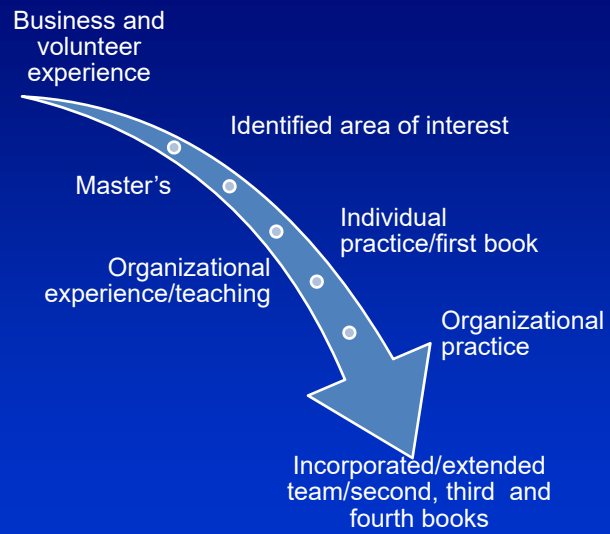 Business and
volunteer
experience
Identified area of interest
Master’s
Individual
practice/first book
Organizational
experience/teaching
Organizational
practice
Incorporated/extended
team/second, third  and
fourth books